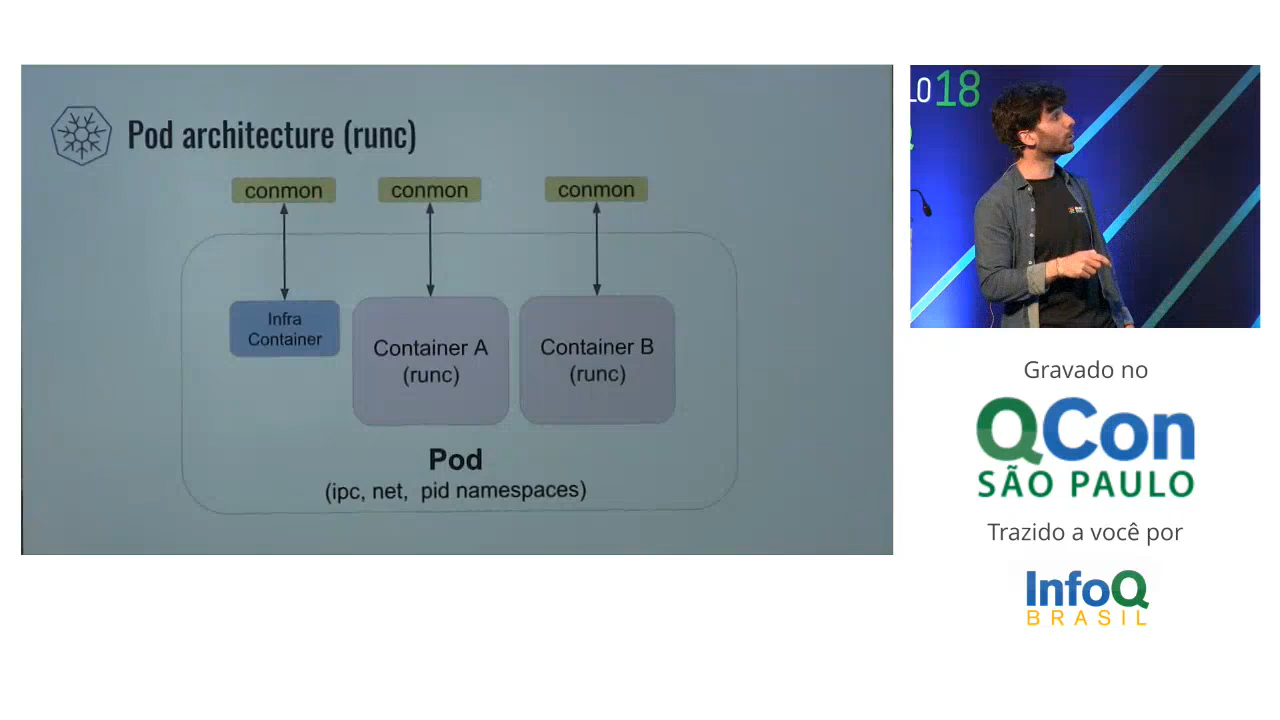 Pod architecture (runc)
conmon
conmon
conmon
Infra
Container
Container A
(runc)
Container B
(runc)
Pod
(ipc, net, pid namespaces)
LO18
Gravado no
QCon
SÃO PAULO
Trazido a você por
InfoQ
BRASIL